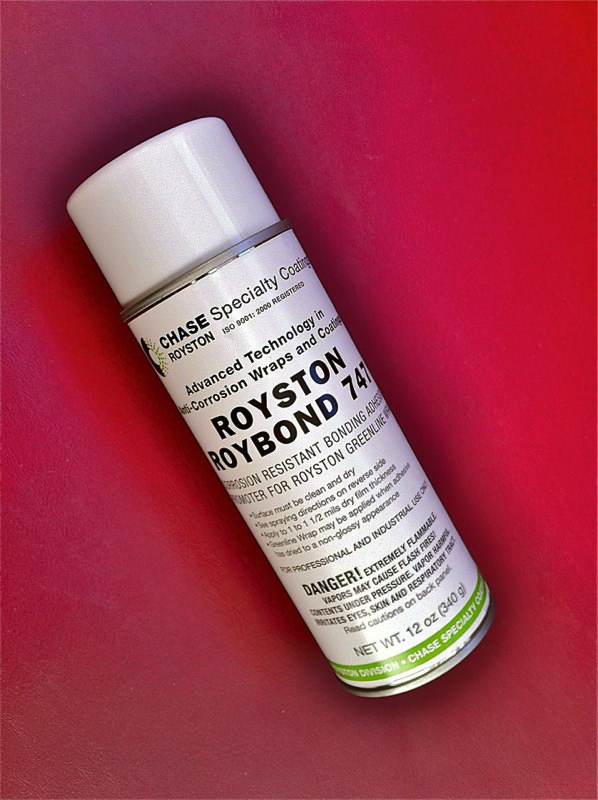 CHASE Specialty Coatings
ROYSTON ISO 9001: 2000 REGISTERED
Advanced Technology in
Anti-Corrosion Wraps and Coatings
ROYSTON
ROYBOND 747
CORROSION RESISTANT BONDING ADHESIVE
PROMOTER FOR ROYSTON GREENLINE
• Surface must be clean and dry
• See spraying directions on reverse side
• Apply to 1 to 1 1/2 mils dry film thickness
• Greenline Wrap may be applied when adhesive
has dried to a non-glossy appearance
FOR PROFESSIONAL AND INDUSTRIAL USE ONLY
DANGER! EXTREMELY FLAMMABLE.
VAPORS MAY CAUSE FLASH FIRES!
CONTENTS UNDER PRESSURE. VAPOR HARMFUL.
IRRITATES EYES, SKIN AND RESPIRATORY TRACT.
Read cautions on back panel.
NET WT. 12 oz (340 g)
DIVISION • CHASE SPECIALTY